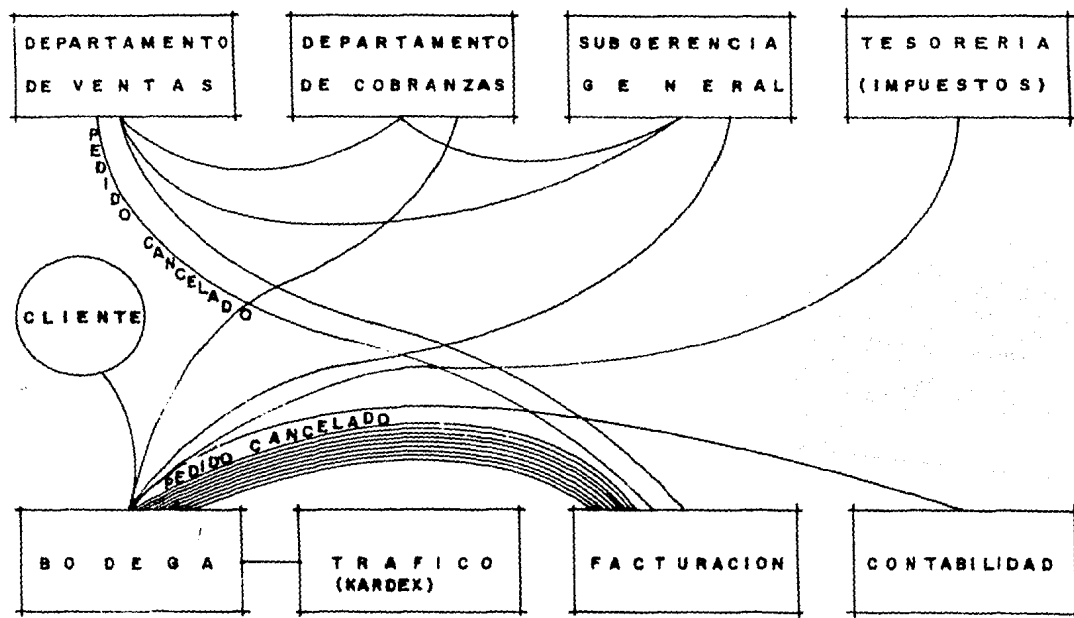 DEPARTAMENTO
DE VENTAS
DEPARTAMENTO
DE COBRANZAS
SUBGERENCIA
GENERAL
TESORERIA
(IMPUESTOS)
PEDIDO CANCELADO
CLIENTE
PEDIDO CANCELADO
BODEGA
TRAFICO
(KARDEX)
FACTURACION
CONTABILIDAD